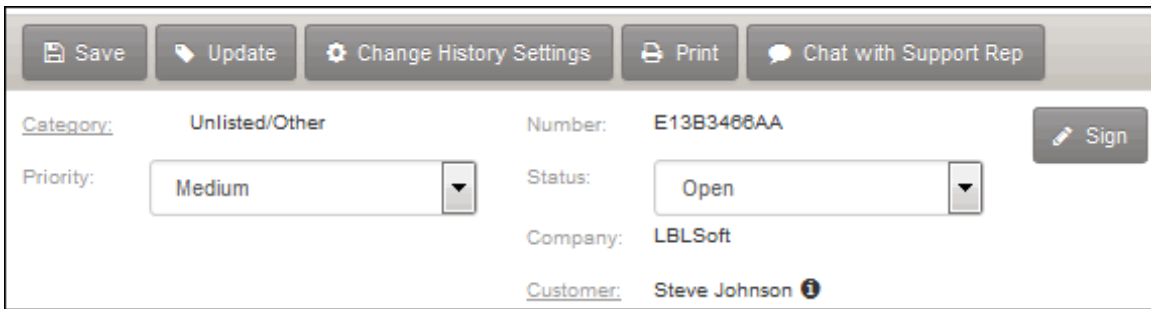 Save Update Change History Settings Print Chat with Support Rep
Category: Unlisted/Other Number: E13B3466AA Sign
Priority: Medium Status: Open
Company: LBLSoft
Customer: Steve Johnson